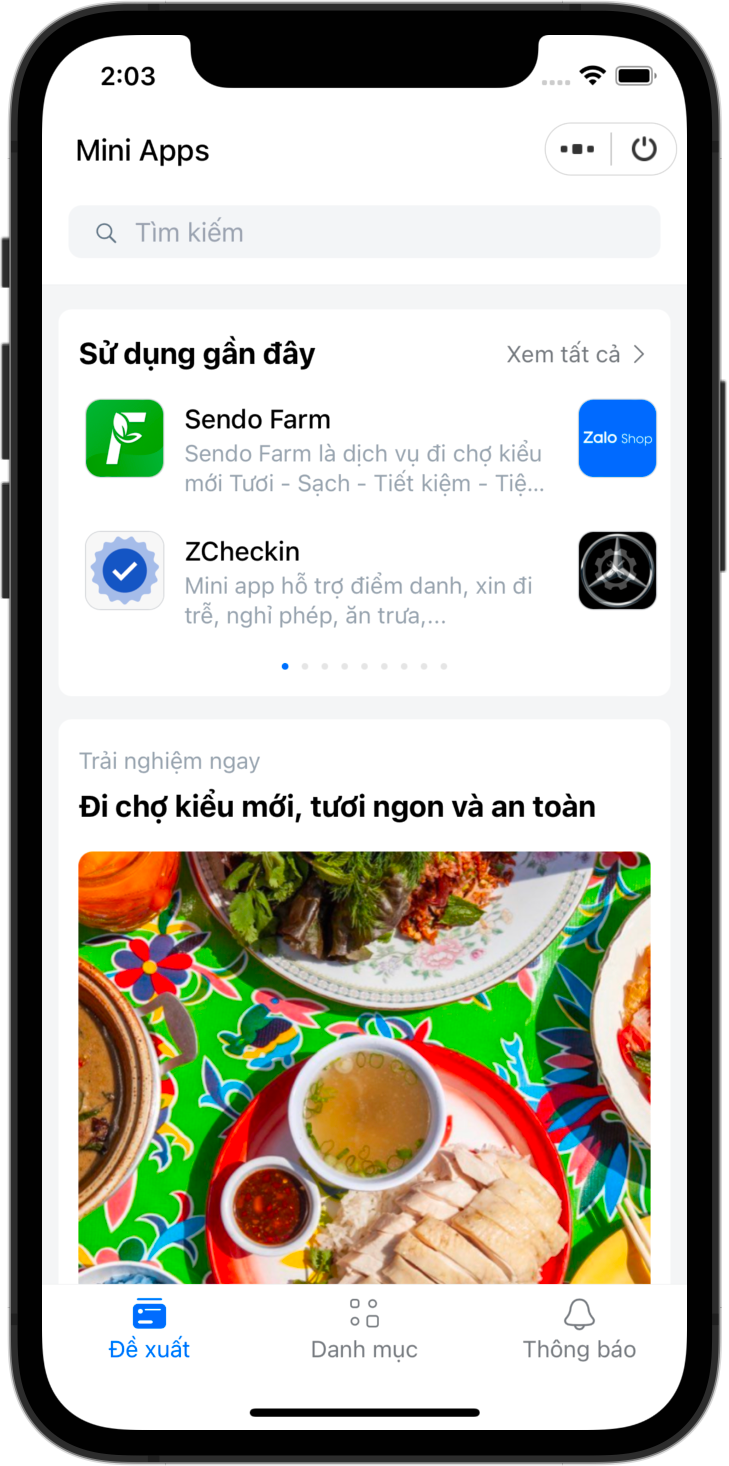 2:03
Mini Apps
Tìm kiếm
Sử dụng gần đây
Xem tất cả
Sendo Farm
Sendo Farm là dịch vụ đi chợ kiểu
mới Tươi - Sạch - Tiết kiệm - Tiệ...
Zalo Shop
ZCheckin
Mini app hỗ trợ điểm danh, xin đi
trễ, nghỉ phép, ăn trưa,...
Trải nghiệm ngay
Đi chợ kiểu mới, tươi ngon và an toàn
Đề xuất
Danh mục
Thông báo